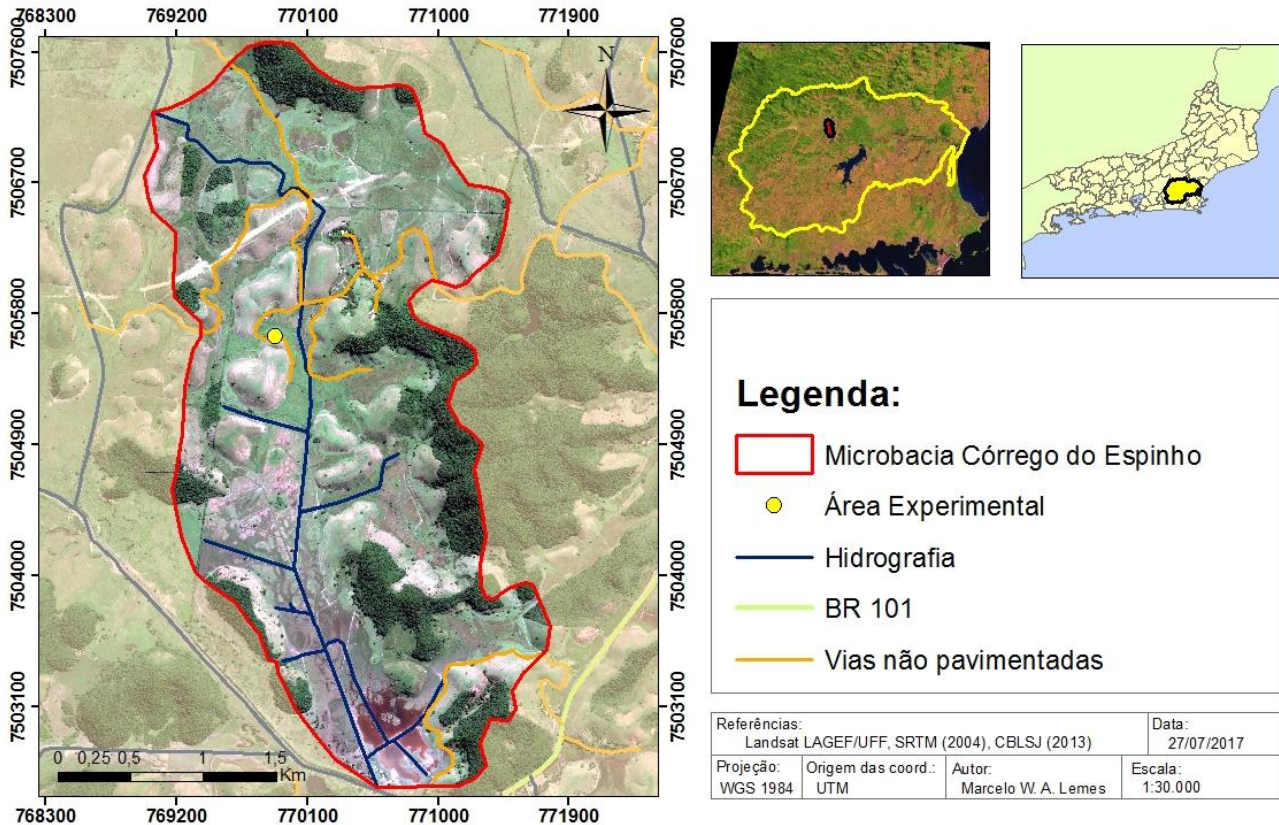 768300 769200 770100 771000 771900
7507600 7507600
N
7506700 7506700
7505800 7505800
7504900 7504900
7504000 7504000
7503100 7503100
0 0,25 0,5 1 1,5
Km
768300 769200 770100 771000 771900
Legenda:
Microbacia Córrego do Espinho
Área Experimental
Hidrografia
BR 101
Vias não pavimentadas
Referências:
Landsat LAGEF/UFF, SRTM (2004), CBLSJ (2013)
Data:
27/07/2017
Projeção:
WGS 1984
Origem das coord.:
UTM
Autor:
Marcelo W. A. Lemes
Escala:
1:30.000